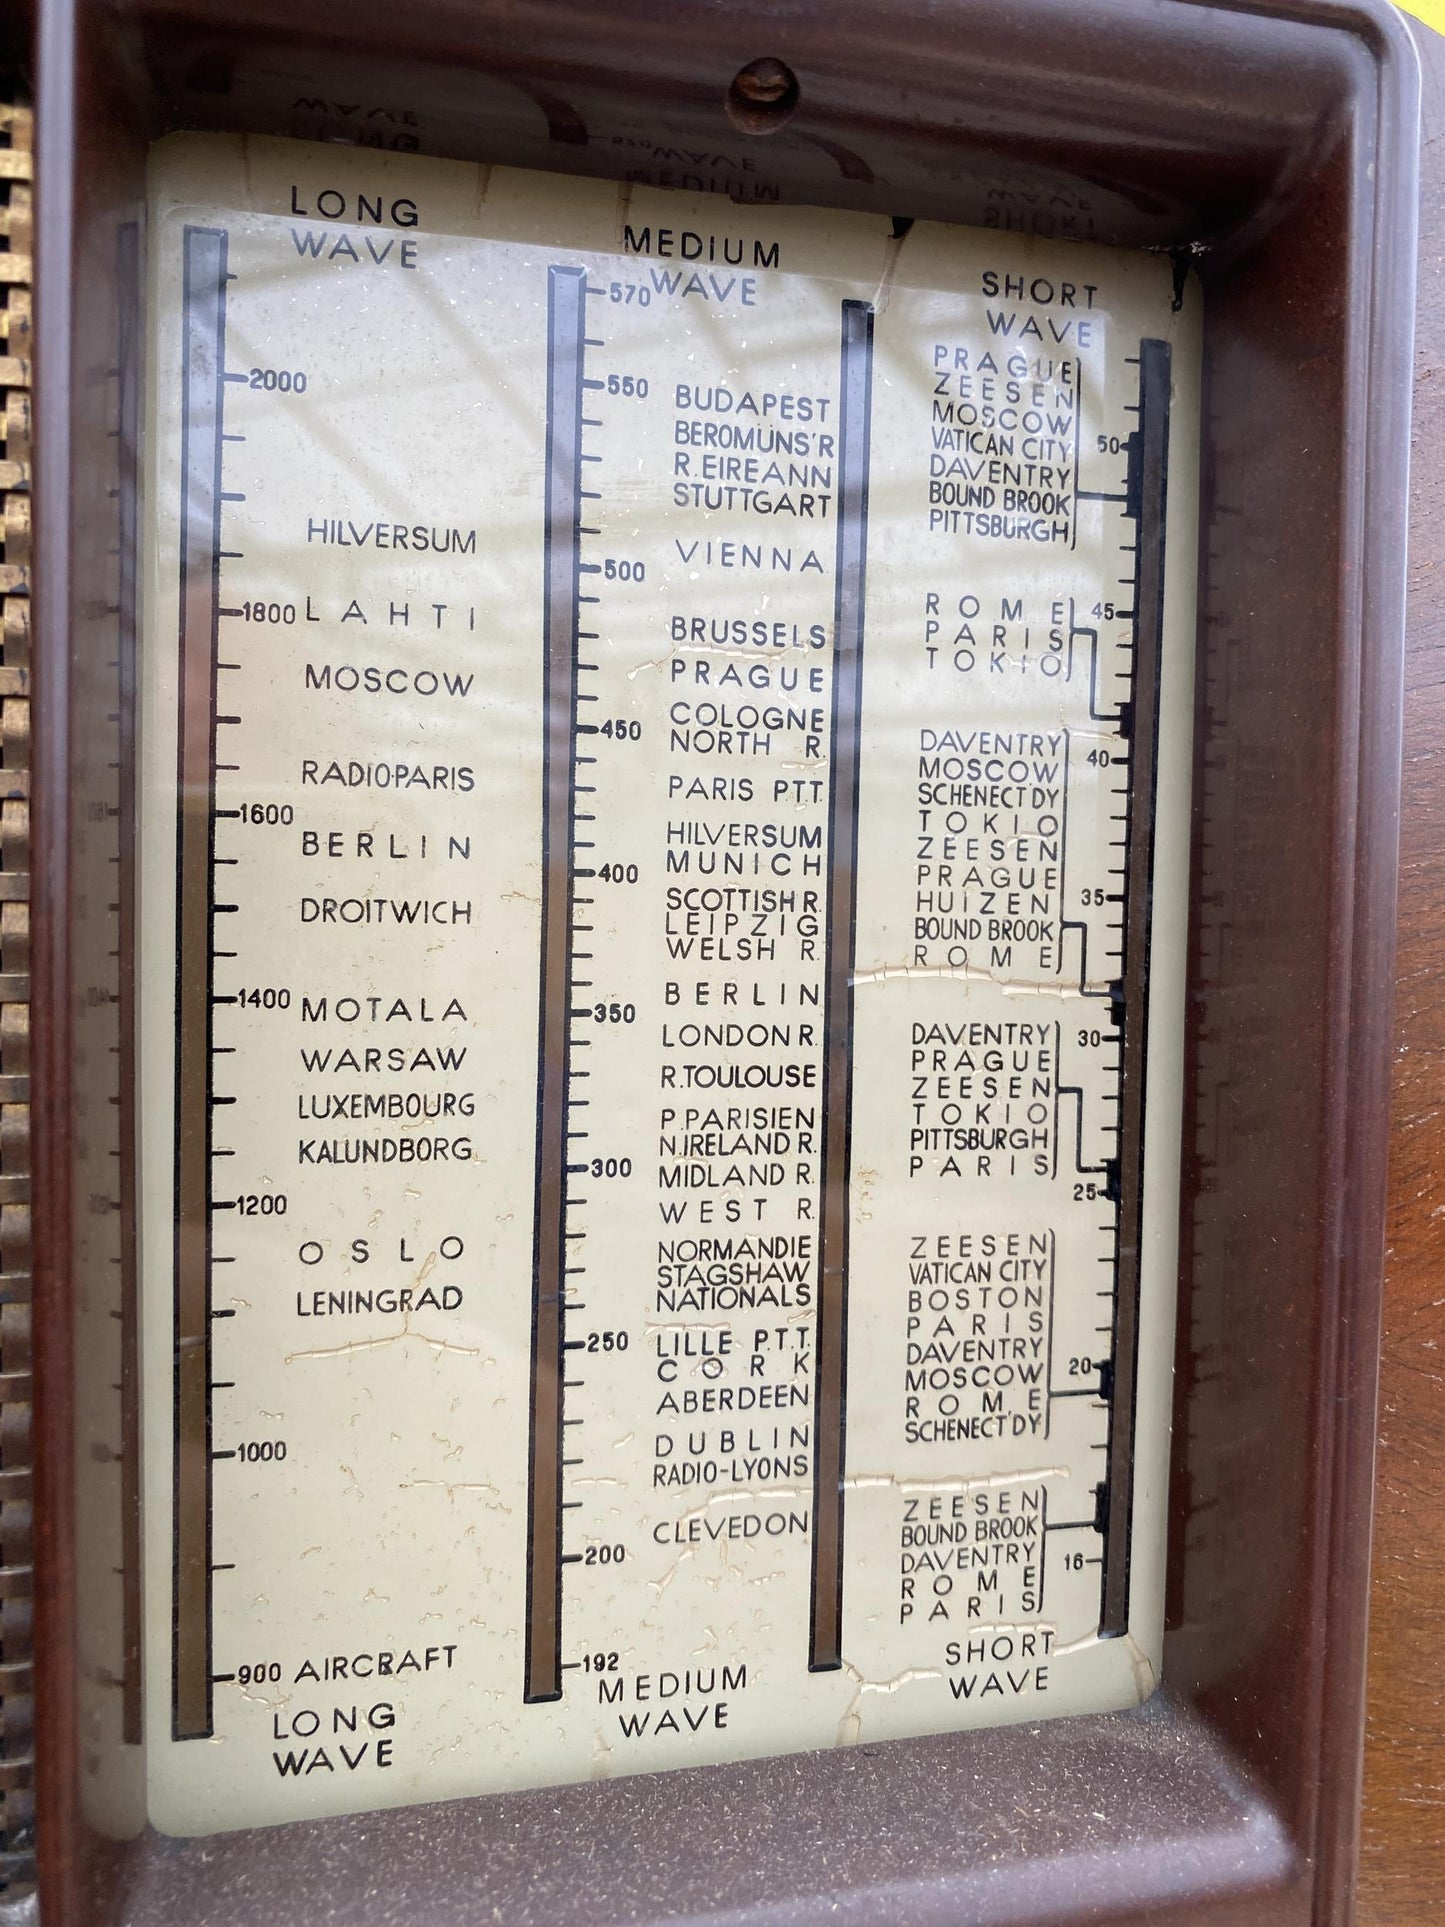 LONG
WAVE
2000
HILVERSUM
1800 LAHTI
MOSCOW
RADIO-PARIS
1600
BERLIN
DROITWICH
1400 MOTALA
WARSAW
LUXEMBOURG
KALUNDBORG
1200
OSLO
LENINGRAD
1000
900 AIRCRAFT
LONG
WAVE
MEDIUM
WAVE
570
550
BUDAPEST
BEROMÜNS'R
R.EIREANN
STUTTGART
VIENNA
500
BRUSSELS
PRAGUE
COLOGNE
450
NORTH R.
PARIS PTT.
HILVERSUM
MUNICH
400
SCOTTISH R.
LEIPZIG
WELSH R.
BERLIN
350
LONDON R.
R.TOULOUSE
P.PARISIEN
N.IRELAND R.
300
MIDLAND R.
WEST R.
NORMANDIE
STAGSHAW
NATIONALS
250
LILLE P.T.T.
CORK
ABERDEEN
DUBLIN
RADIO-LYONS
CLEVEDON
200
192
MEDIUM
WAVE
SHORT
WAVE
PRAGUE
ZEESEN
MOSCOW
VATICAN CITY
50
DAVENTRY
BOUND BROOK
PITTSBURGH
ROME
45
PARIS
TOKIO
DAVENTRY
40
MOSCOW
SCHENECT'DY
TOKIO
ZEESEN
PRAGUE
HUIZEN
35
BOUND BROOK
ROME
DAVENTRY
30
PRAGUE
ZEESEN
TOKIO
PITTSBURGH
PARIS
25
ZEESEN
VATICAN CITY
BOSTON
PARIS
DAVENTRY
MOSCOW
20
ROME
SCHENECT'DY
ZEESEN
BOUND BROOK
DAVENTRY
16
ROME
PARIS
SHORT
WAVE